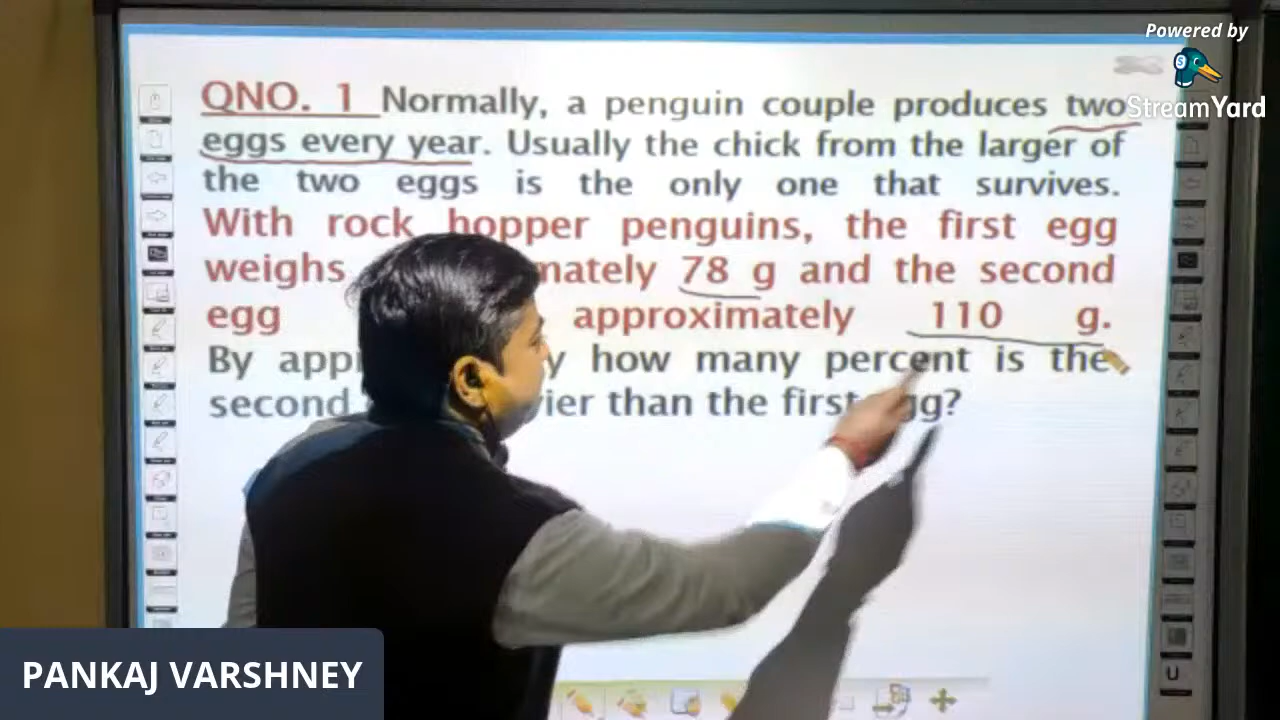 Powered by
StreamYard
QNO. 1 Normally, a penguin couple produces two
eggs every year. Usually the chick from the larger of
the two eggs is the only one that survives.
With rock hopper penguins, the first egg
weighs mately 78 g and the second
egg approximately 110 g.
By app y how many percent is the
second vier than the first egg?
U
PANKAJ VARSHNEY